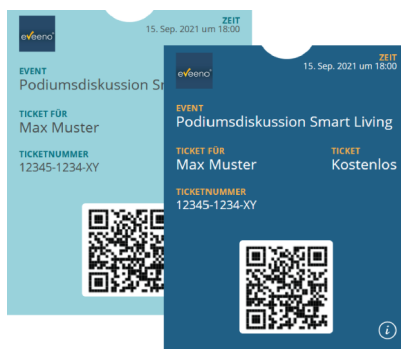 eveeno
ZEIT
15. Sep. 2021 um 18:00
EVENT
Podiumsdiskussion
TICKET FÜR
Max Muster
TICKETNUMMER
12345-1234-XY
eveeno
ZEIT
15. Sep. 2021 um 18:00
EVENT
Podiumsdiskussion Smart Living
TICKET FÜR
Max Muster
TICKET
Kostenlos
TICKETNUMMER
12345-1234-XY
i